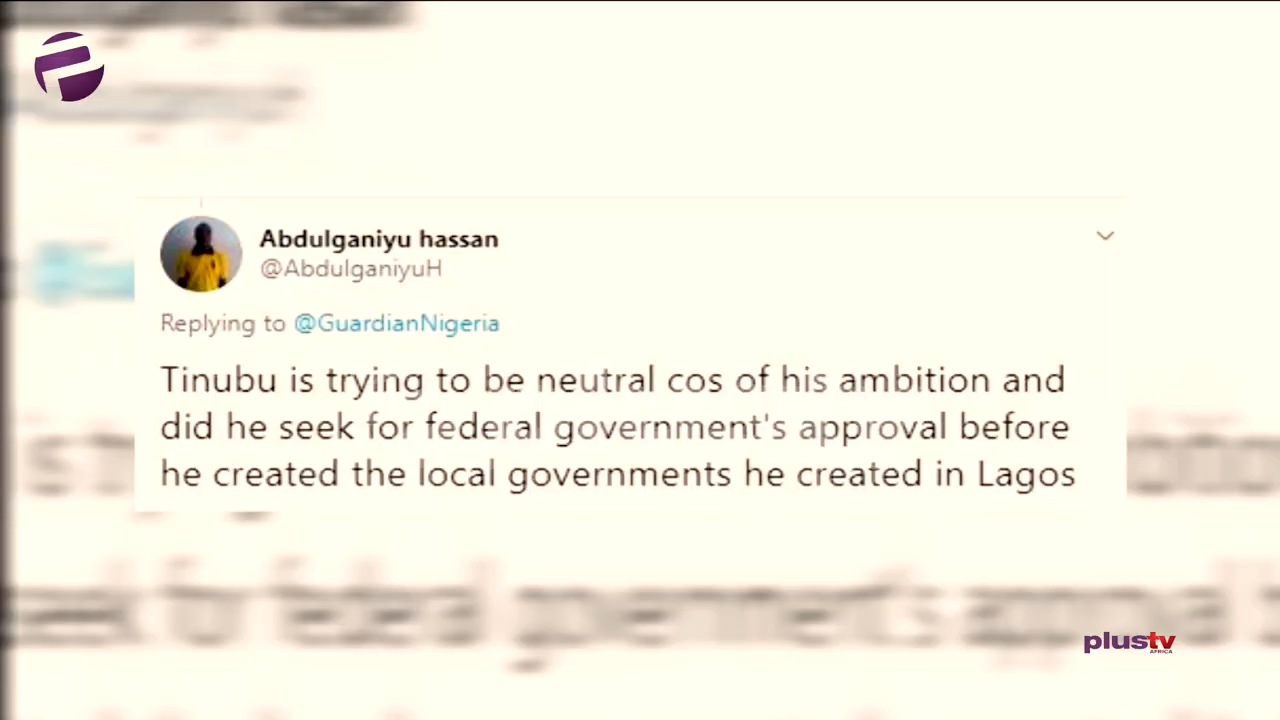 Abdulganiyu hassan
@AbdulganiyuH
Replying to @GuardianNigeria
Tinubu is trying to be neutral cos of his ambition and
did he seek for federal government's approval before
he created the local governments he created in Lagos
plustv
AFRICA